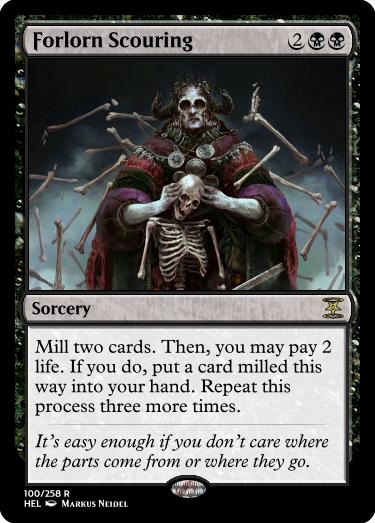 Forlorn Scouring 2
Sorcery
Mill two cards. Then, you may pay 2
life. If you do, put a card milled this
way into your hand. Repeat this
process three more times.
It's easy enough if you don't care where
the parts come from or where they go.
100/258 R
HEL Markus Neidel